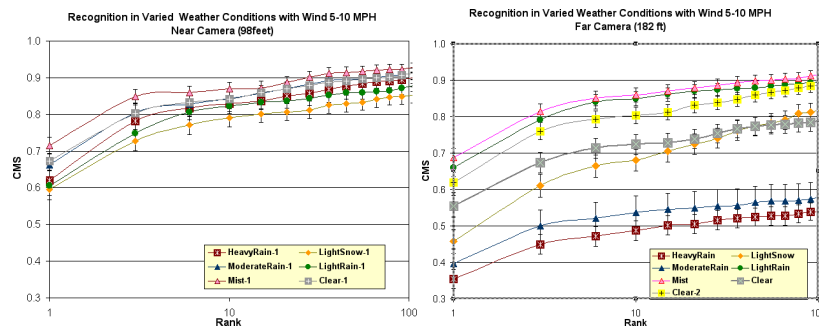 Recognition in Varied Weather Conditions with Wind 5-10 MPH
Near Camera (98feet)
CMS
1.0
0.9
0.8
0.7
0.6
0.5
0.4
0.3
HeavyRain-1 LightSnow-1
ModerateRain-1 LightRain-1
Mist-1 Clear-1
1 10 100
Rank
Recognition in Varied Weather Conditions with Wind 5-10 MPH
Far Camera (182 ft)
CMS
1.0
0.9
0.8
0.7
0.6
0.5
0.4
0.3
HeavyRain LightSnow
ModerateRain LightRain
Mist Clear
Clear-2
1 10 10
Rank